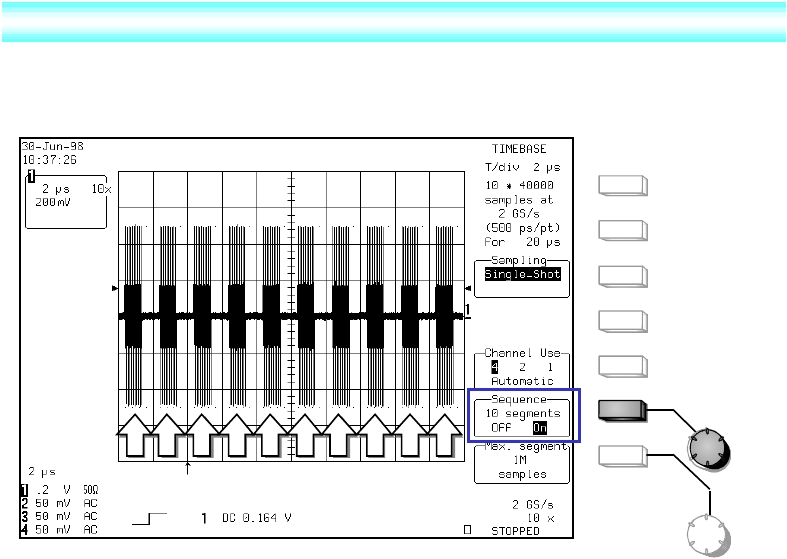 30-Jun-98
10:37:26
1
2 µs 10x
200mV
TIMEBASE
T/div 2 µs
10 * 40000
samples at
2 GS/s
(500 ps/pt)
for 20 µs
Sampling
Single-Shot
1
Channel Use
4 2 1
Automatic
Sequence
10 segments
OFF On
Max. segment
1M
samples
2 µs
1 .2 V 50Ω
2 50 mV AC
3 50 mV AC
4 50 mV AC
1 DC 0.164 V
2 GS/s
10 x
STOPPED